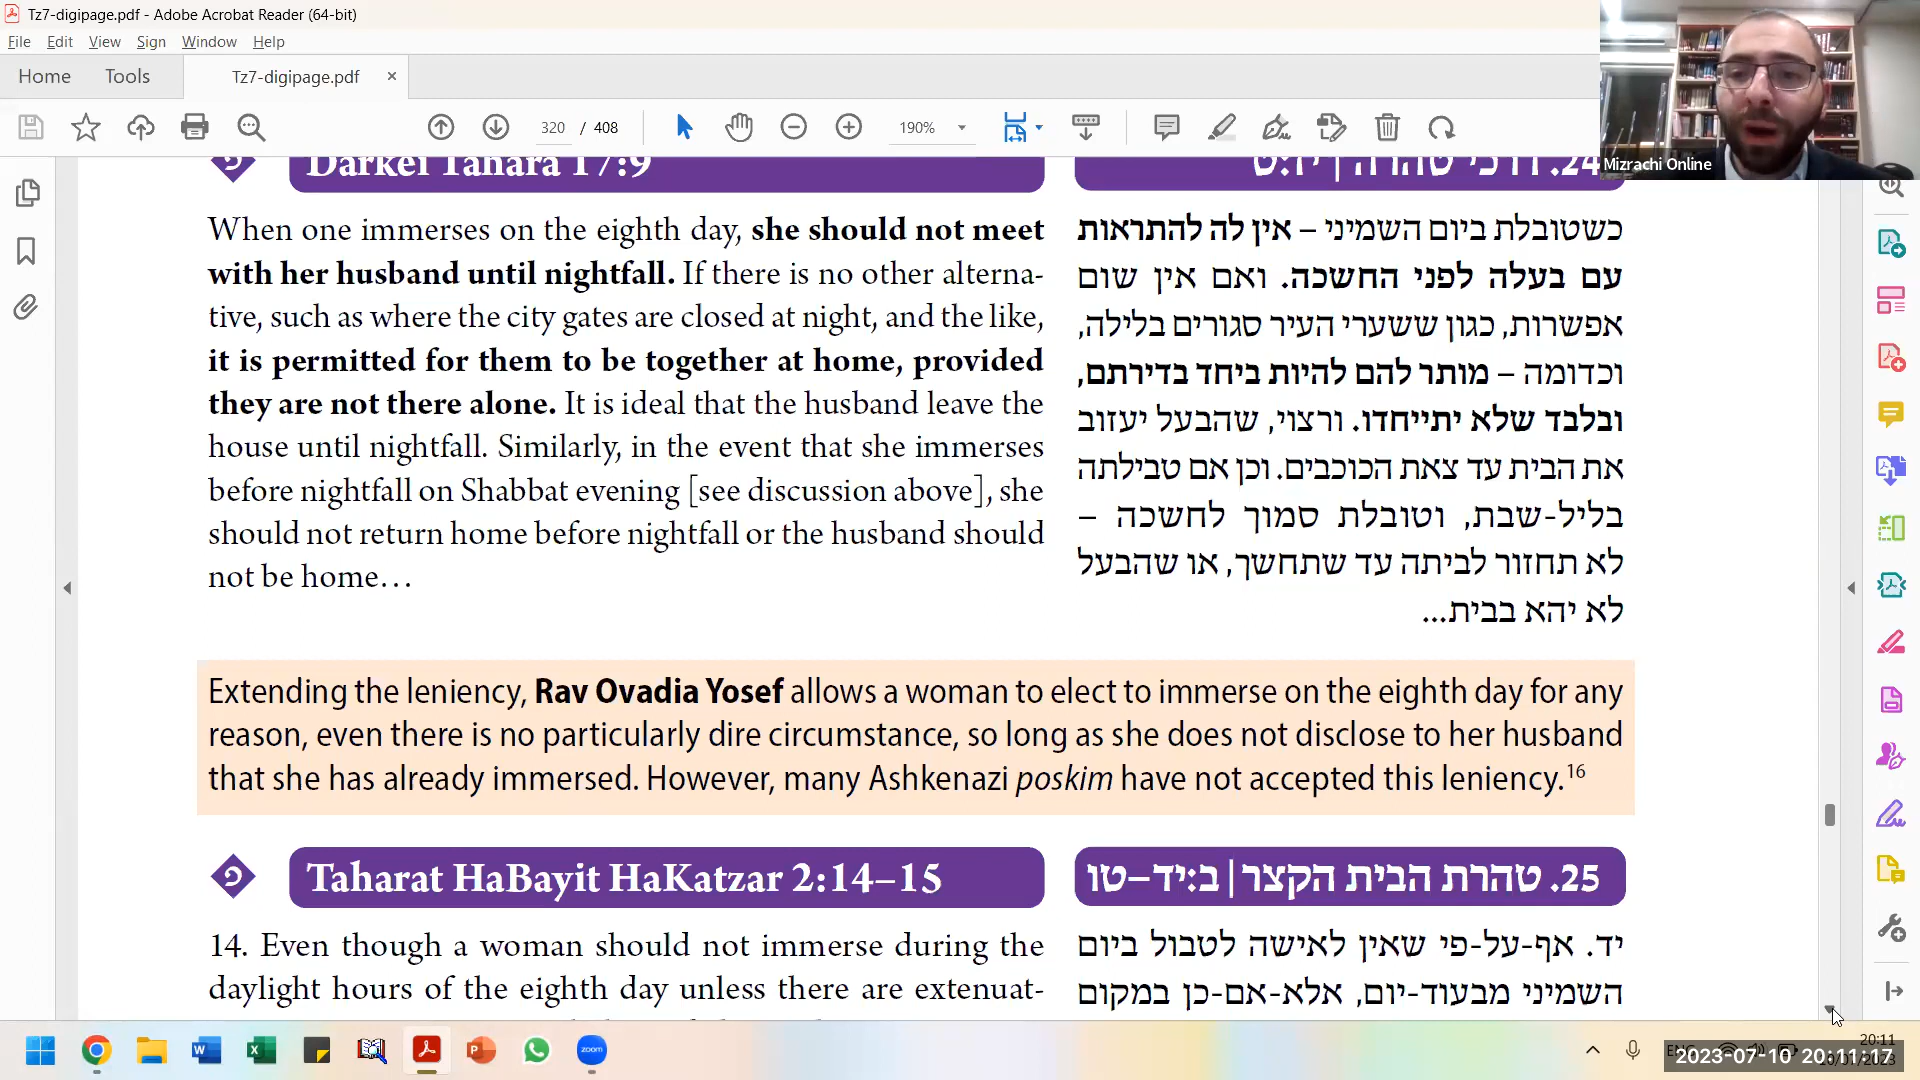 Tz7-digipage.pdf - Adobe Acrobat Reader (64-bit)
File Edit View Sign Window Help
Home Tools Tz7-digipage.pdf ×
320 / 408 190%
Mizrachi Online
Darkei Tahara 17:9
24. דרכי טהרה | יז:ט
When one immerses on the eighth day, she should not meet
with her husband until nightfall. If there is no other alterna-
tive, such as where the city gates are closed at night, and the like,
it is permitted for them to be together at home, provided
they are not there alone. It is ideal that the husband leave the
house until nightfall. Similarly, in the event that she immerses
before nightfall on Shabbat evening [see discussion above], she
should not return home before nightfall or the husband should
not be home…
כשטובלת ביום השמיני – אין לה להתראות
עם בעלה לפני החשכה. ואם אין שום
אפשרות, כגון ששערי העיר סגורים בלילה,
וכדומה – מותר להם להיות ביחד בדירתם,
ובלבד שלא יתייחדו. ורצוי, שהבעל יעזוב
את הבית עד צאת הכוכבים. וכן אם טבילתה
בליל-שבת, וטובלת סמוך לחשכה –
לא תחזור לביתה עד שתחשך, או שהבעל
לא יהא בבית...
Extending the leniency, Rav Ovadia Yosef allows a woman to elect to immerse on the eighth day for any
reason, even there is no particularly dire circumstance, so long as she does not disclose to her husband
that she has already immersed. However, many Ashkenazi poskim have not accepted this leniency.16
Taharat HaBayit HaKatzar 2:14–15
25. טהרת הבית הקצר | ב:יד–טו
14. Even though a woman should not immerse during the
daylight hours of the eighth day unless there are extenuat-
יד. אף-על-פי שאין לאישה לטבול ביום
השמיני מבעוד-יום, אלא-אם-כן במקום
zoom
20:11
2023-07-10 20:11:17